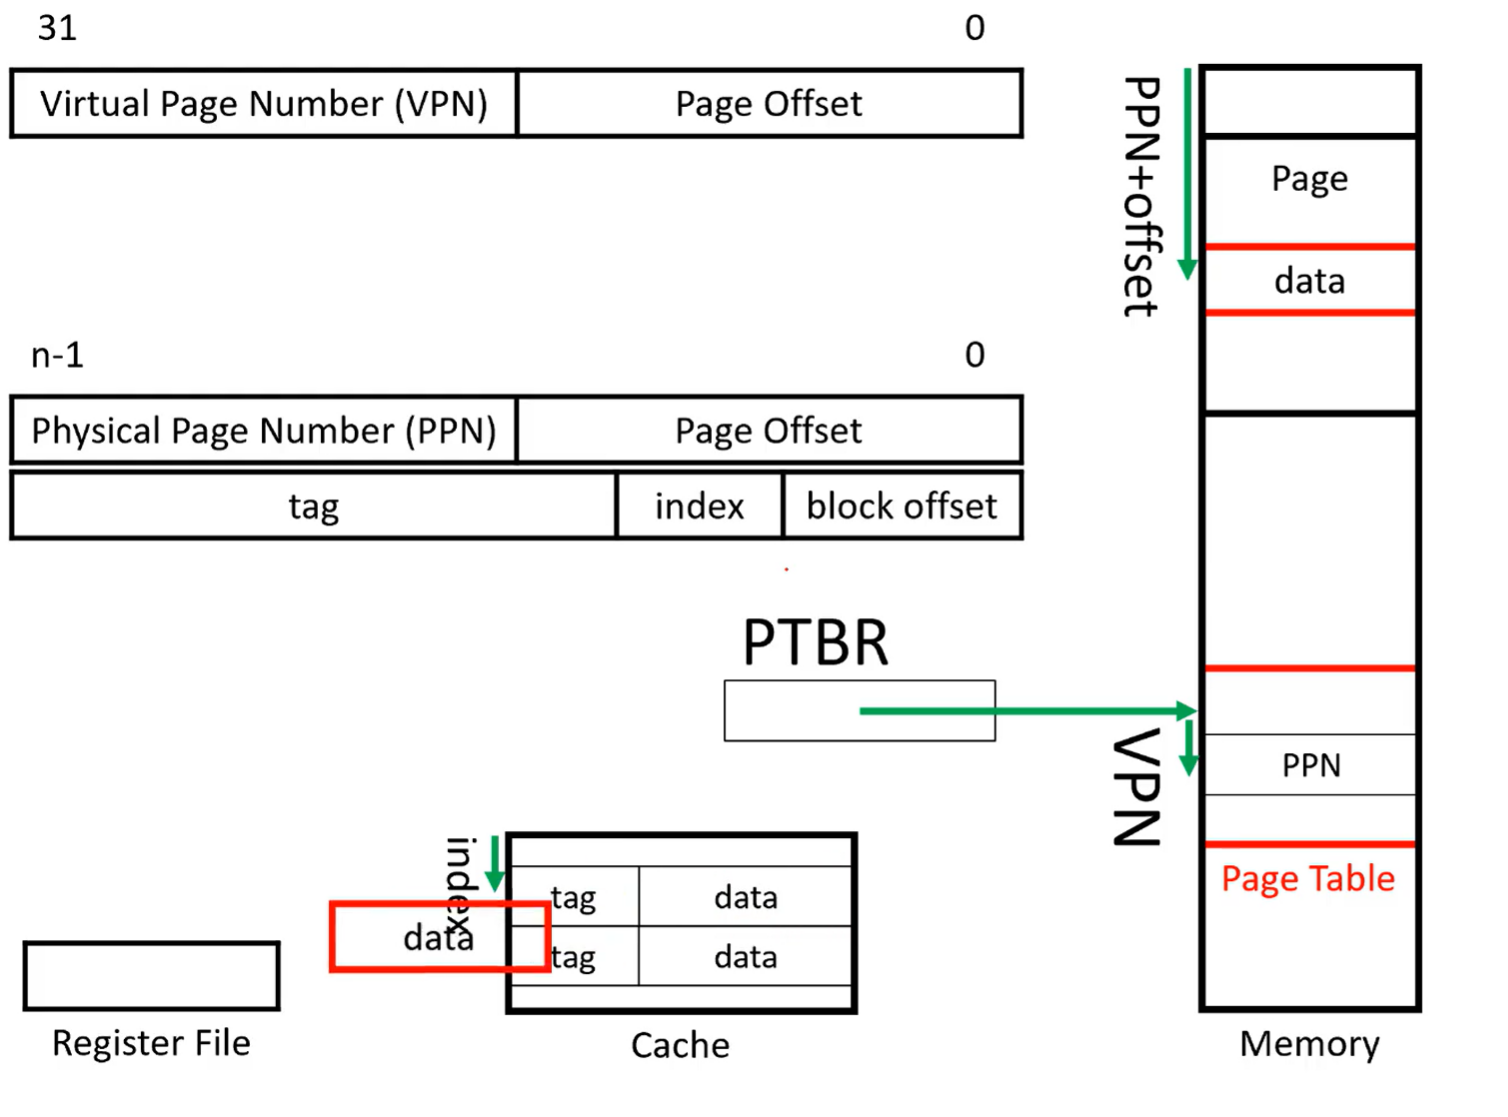 31
0
Virtual Page Number (VPN)
Page Offset
n-1
0
Physical Page Number (PPN)
Page Offset
tag
index
block offset
PTBR
PPN+offset
Page
data
VPN
PPN
Page Table
Memory
index
data
tag
data
tag
data
Cache
Register File